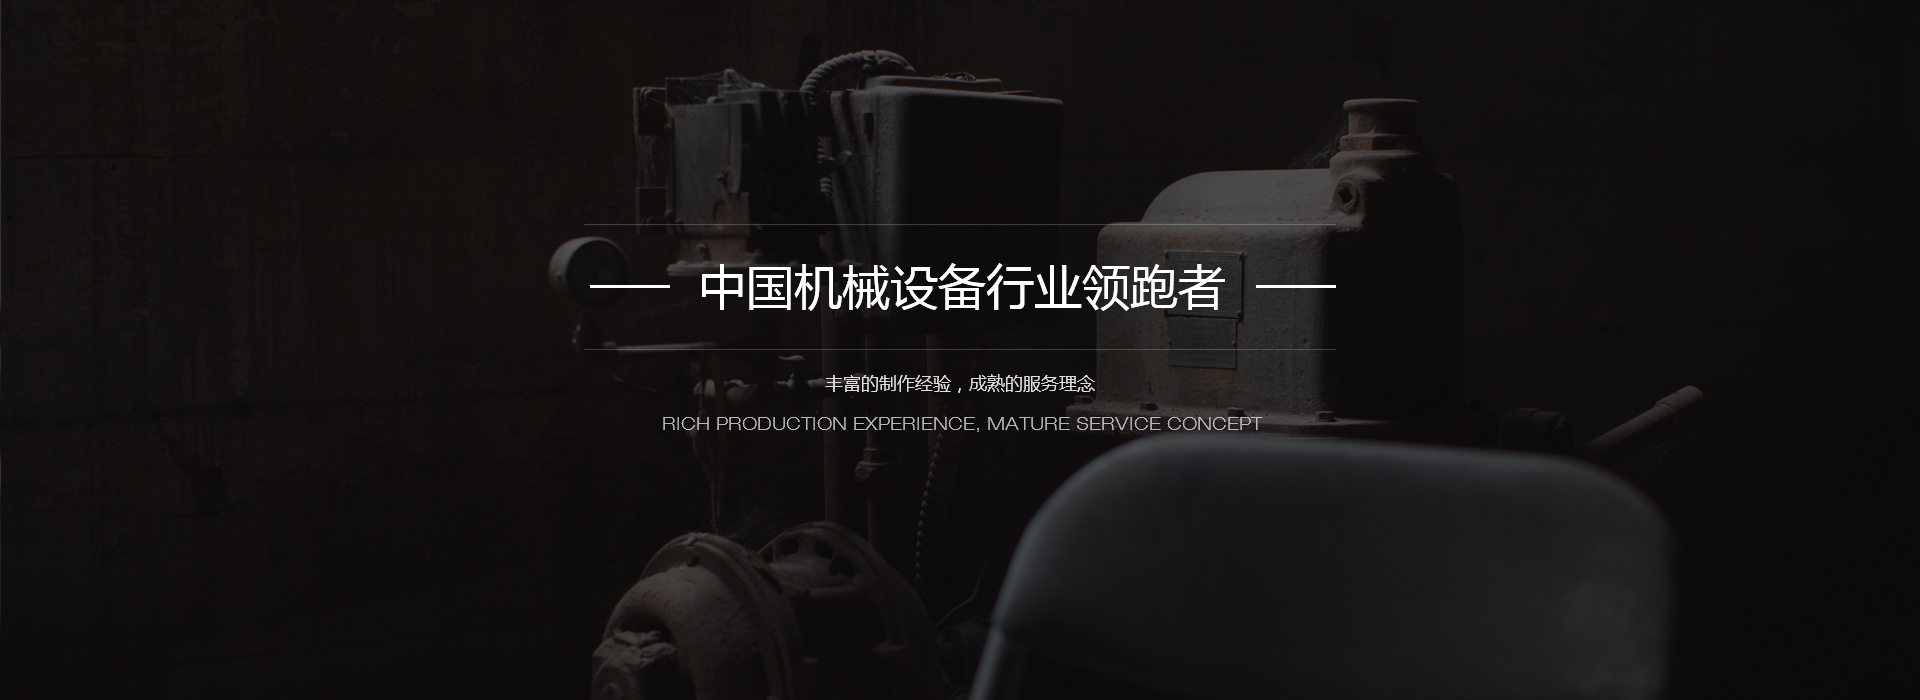 中国机械设备行业领跑者
丰富的制作经验，成熟的服务理念
RICH PRODUCTION EXPERIENCE, MATURE SERVICE CONCEPT